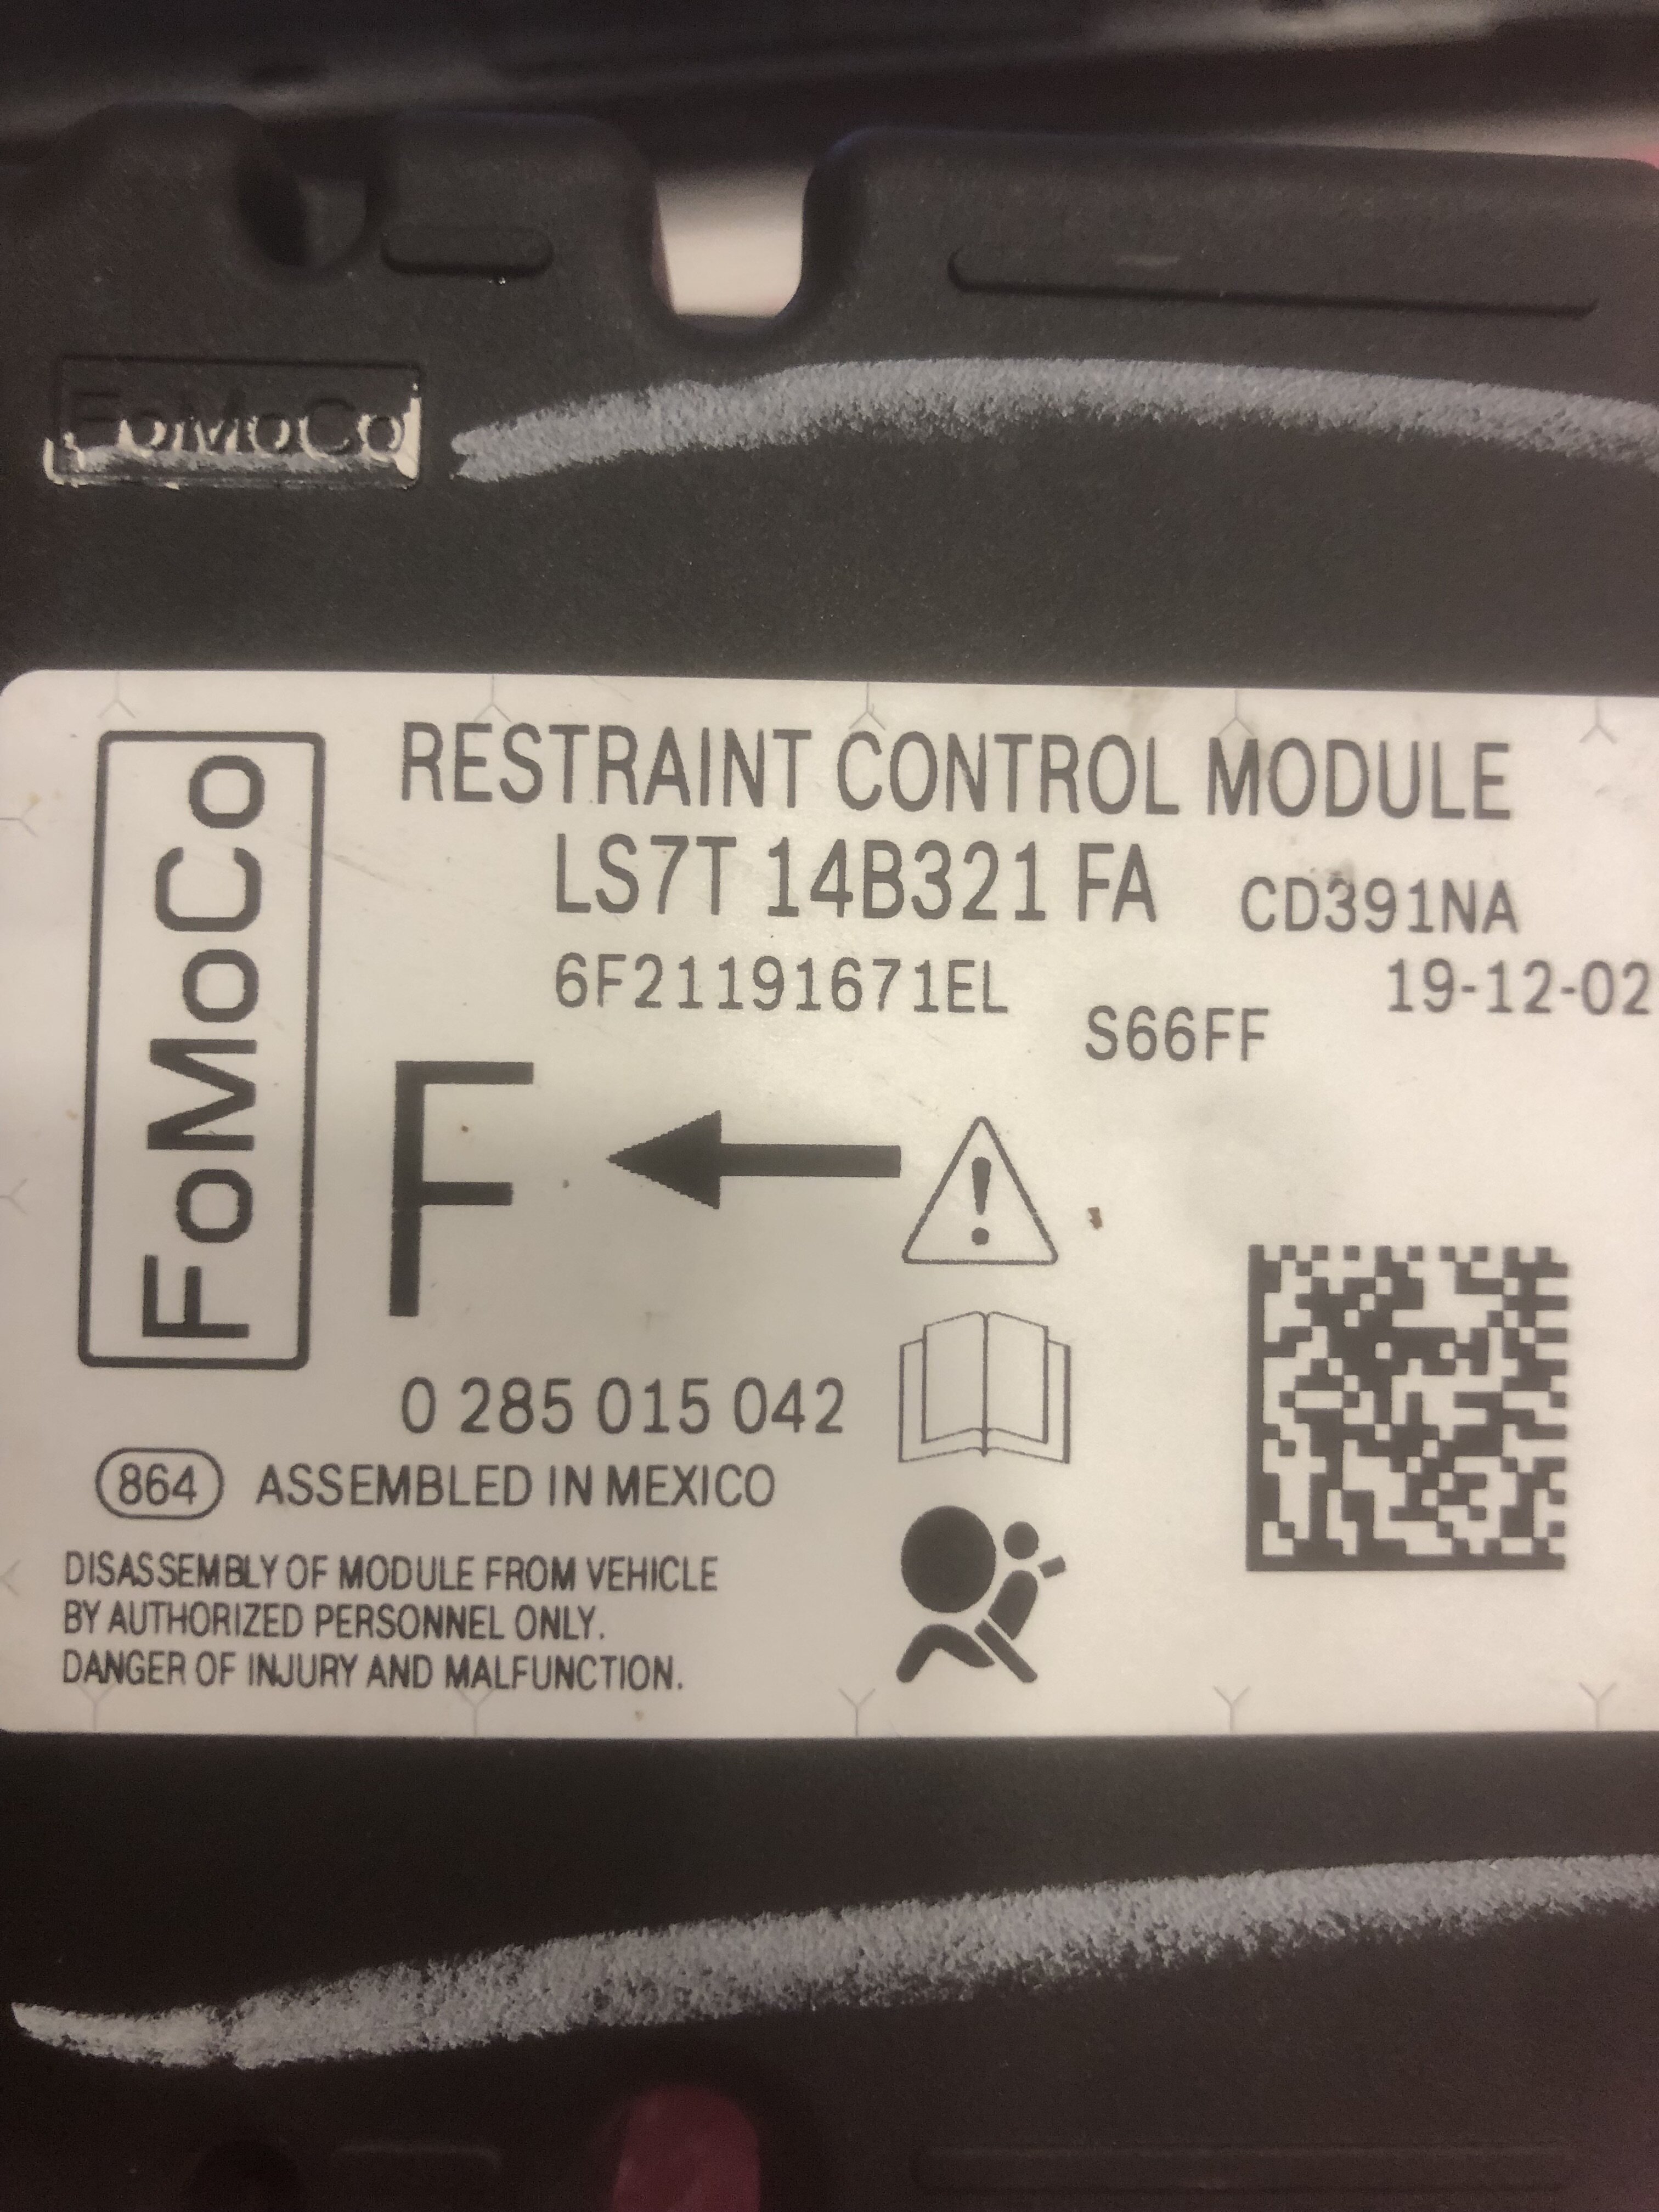 FoMoCo
FoMoCo
RESTRAINT CONTROL MODULE
LS7T 14B321 FA CD391NA
6F21191671EL 19-12-02
S66FF
F
0 285 015 042
864 ASSEMBLED IN MEXICO
DISASSEMBLY OF MODULE FROM VEHICLE
BY AUTHORIZED PERSONNEL ONLY.
DANGER OF INJURY AND MALFUNCTION.